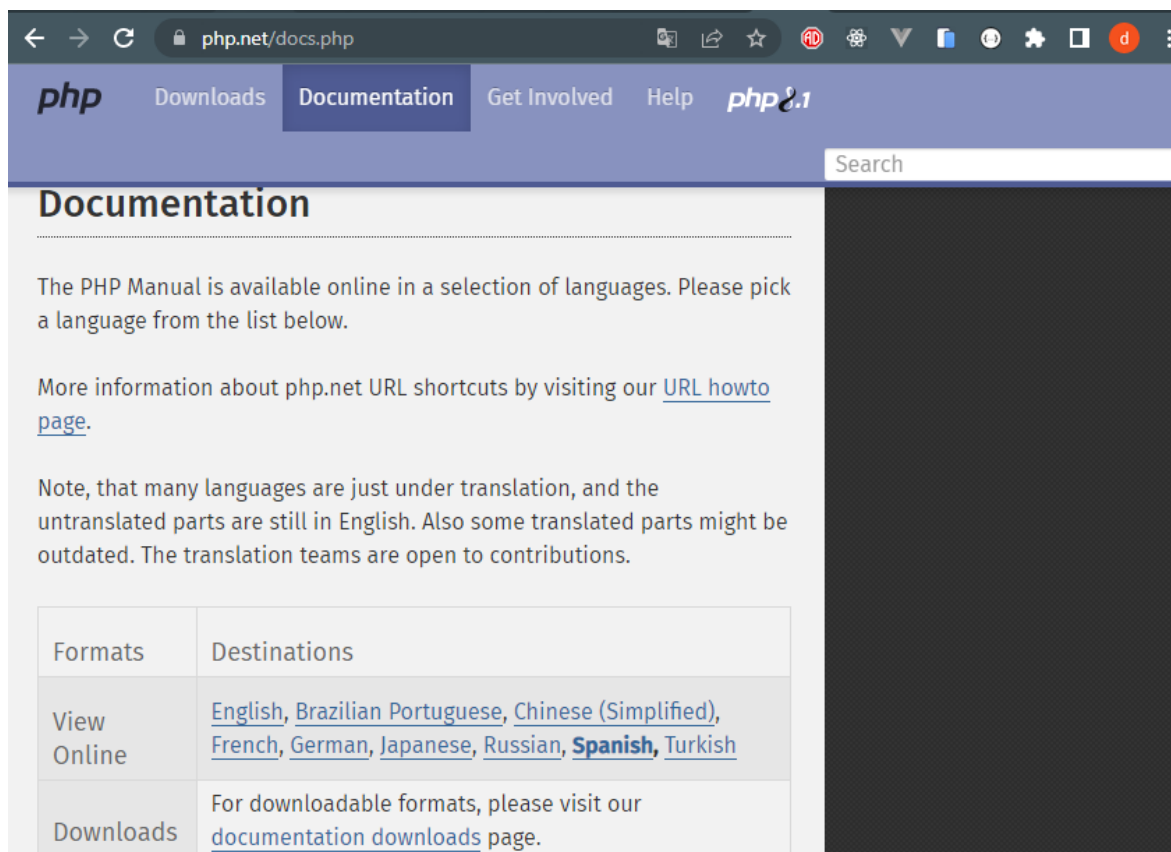 php.net/docs.php
d
php Downloads Documentation Get Involved Help php8.1
Search
Documentation
The PHP Manual is available online in a selection of languages. Please pick
a language from the list below.
More information about php.net URL shortcuts by visiting our URL howto
page.
Note, that many languages are just under translation, and the
untranslated parts are still in English. Also some translated parts might be
outdated. The translation teams are open to contributions.
Formats Destinations
View
Online
English, Brazilian Portuguese, Chinese (Simplified),
French, German, Japanese, Russian, Spanish, Turkish
Downloads
For downloadable formats, please visit our
documentation downloads page.